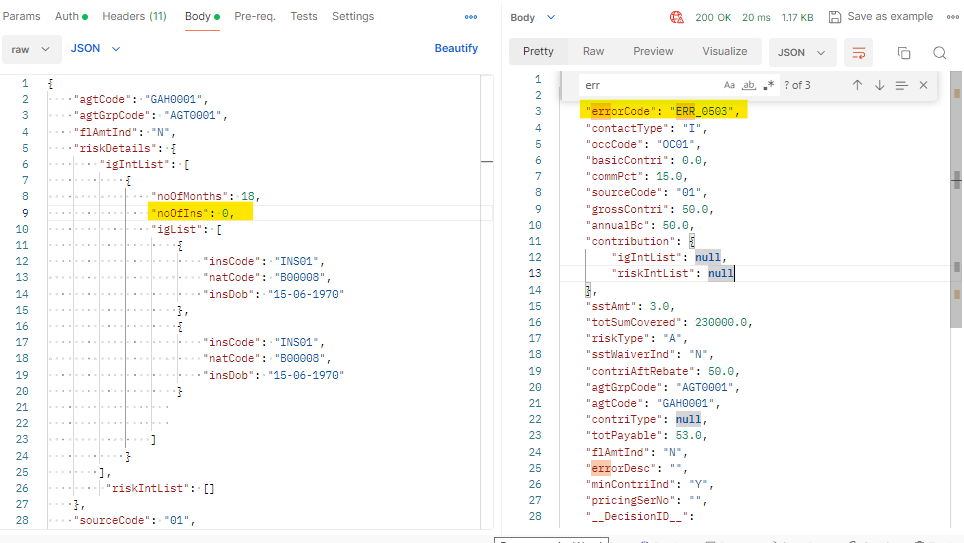 Params Auth Headers (11) Body Pre-req. Tests Settings
raw JSON Beautify
1 {
2 "agtCode": "GAH0001",
3 "agtGrpCode": "AGT0001",
4 "flAmtInd": "N",
5 "riskDetails": {
6 "igIntList": [
7 {
8 "noOfMonths": 18,
9 "noOfIns": 0,
10 "igList": [
11 {
12 "insCode": "INS01",
13 "natCode": "B00008",
14 "insDob": "15-06-1970"
15 },
16 {
17 "insCode": "INS01",
18 "natCode": "B00008",
19 "insDob": "15-06-1970"
20 }
21
22
23 ]
24 }
25 ],
26 "riskIntList": []
27 },
28 "sourceCode": "01",
Body 200 OK 20 ms 1.17 KB Save as example
Pretty Raw Preview Visualize JSON
err Aa ab .* ? of 3
1
2
3 "errorCode": "ERR_0503",
4 "contactType": "I",
5 "occCode": "OC01",
6 "basicContri": 0.0,
7 "commPct": 15.0,
8 "sourceCode": "01",
9 "grossContri": 50.0,
10 "annualBc": 50.0,
11 "contribution": {
12 "igIntList": null,
13 "riskIntList": null
14 },
15 "sstAmt": 3.0,
16 "totSumCovered": 230000.0,
17 "riskType": "A",
18 "sstWaiverInd": "N",
19 "contriAftRebate": 50.0,
20 "agtGrpCode": "AGT0001",
21 "agtCode": "GAH0001",
22 "contriType": null,
23 "totPayable": 53.0,
24 "flAmtInd": "N",
25 "errorDesc": "",
26 "minContriInd": "Y",
27 "pricingSerNo": "",
28 "__DecisionID__":